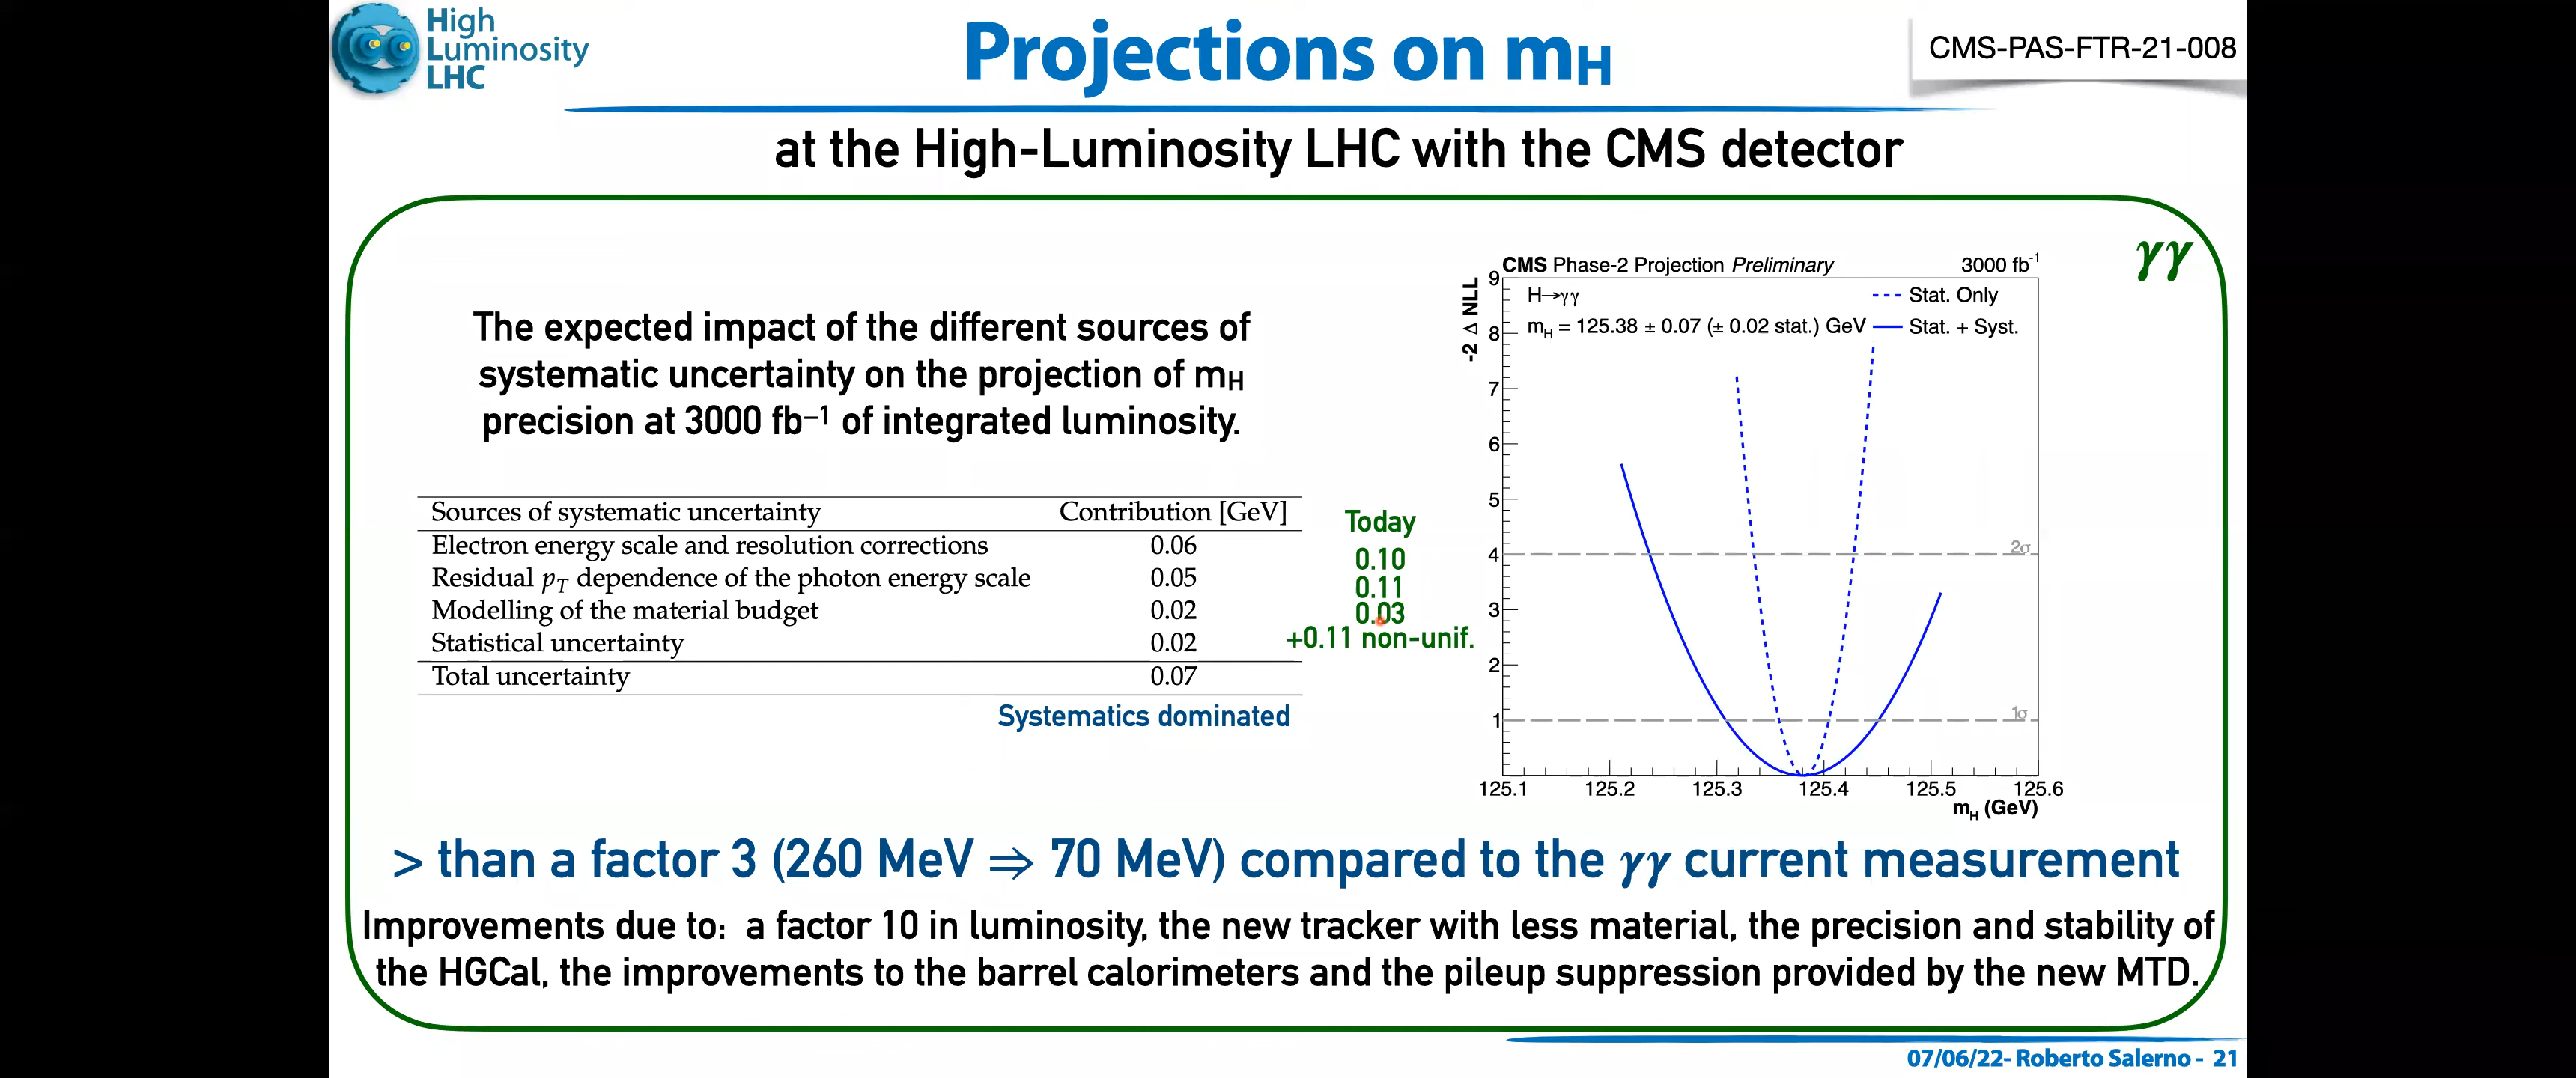 High
Luminosity
LHC
Projections on mH
CMS-PAS-FTR-21-008
at the High-Luminosity LHC with the CMS detector
γγ
The expected impact of the different sources of
systematic uncertainty on the projection of mH
precision at 3000 fb−1 of integrated luminosity.
Sources of systematic uncertainty Contribution [GeV]
Electron energy scale and resolution corrections 0.06
Residual pT dependence of the photon energy scale 0.05
Modelling of the material budget 0.02
Statistical uncertainty 0.02
Total uncertainty 0.07
Systematics dominated
Today
0.10
0.11
0.03
+0.11 non-unif.
CMS Phase-2 Projection Preliminary 3000 fb-1
H→γγ
mH = 125.38 ± 0.07 (± 0.02 stat.) GeV
Stat. Only
Stat. + Syst.
-2 Δ NLL
9
8
7
6
5
4
3
2
1
2σ
1σ
125.1 125.2 125.3 125.4 125.5 125.6
mH (GeV)
> than a factor 3 (260 MeV ⇒ 70 MeV) compared to the γγ current measurement
Improvements due to: a factor 10 in luminosity, the new tracker with less material, the precision and stability of
the HGCal, the improvements to the barrel calorimeters and the pileup suppression provided by the new MTD.
07/06/22- Roberto Salerno - 21